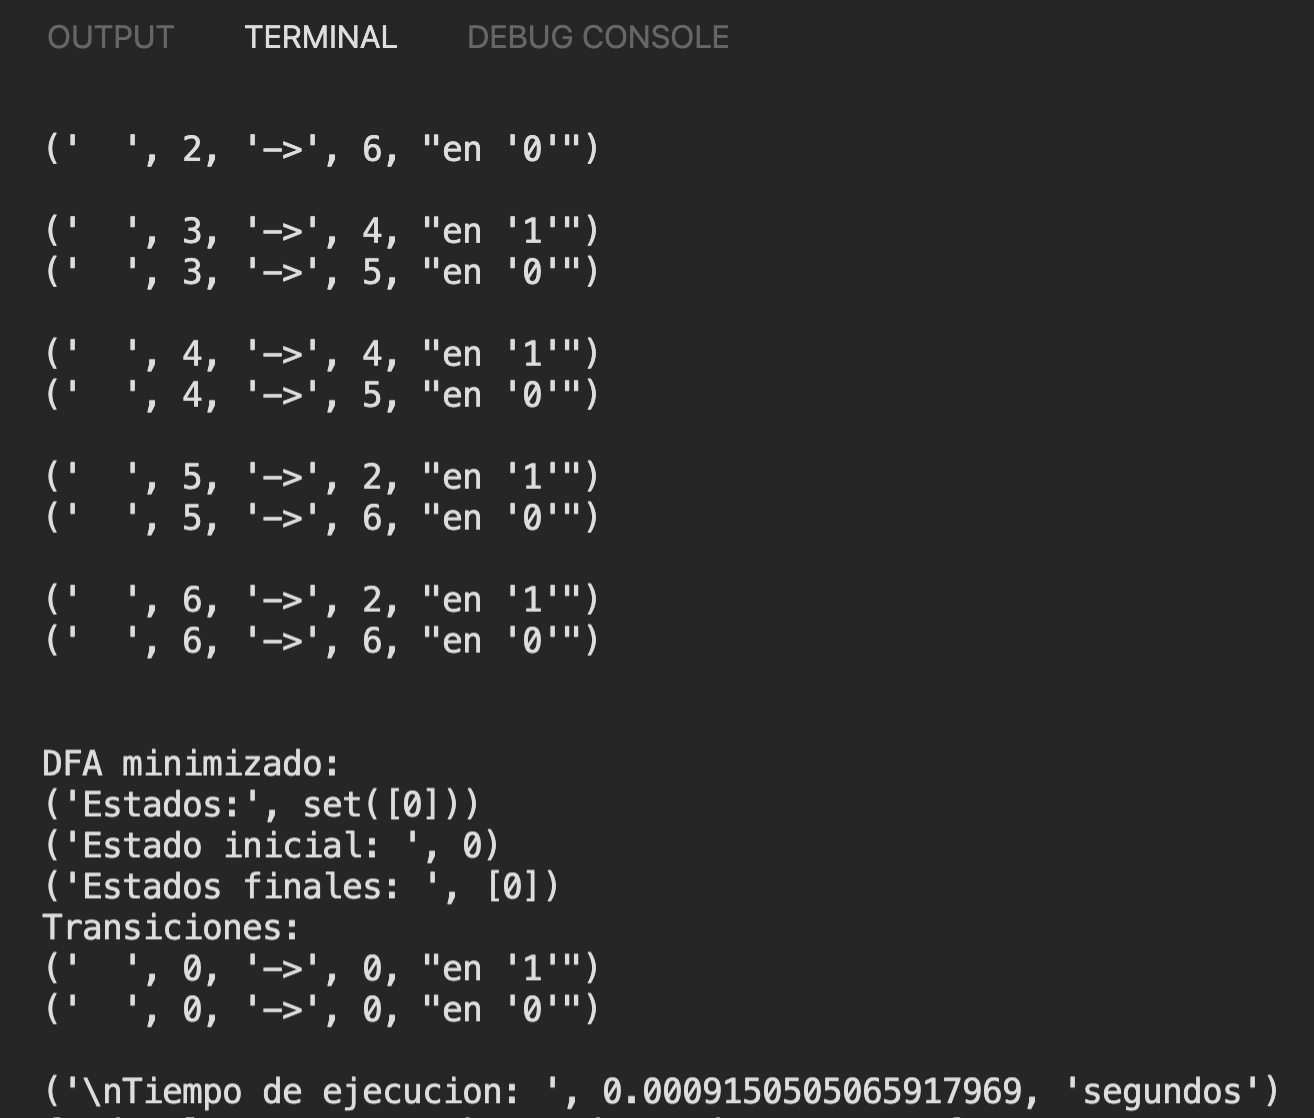 OUTPUT TERMINAL DEBUG CONSOLE
('  ', 2, '->', 6, "en '0'")
('  ', 3, '->', 4, "en '1'")
('  ', 3, '->', 5, "en '0'")
('  ', 4, '->', 4, "en '1'")
('  ', 4, '->', 5, "en '0'")
('  ', 5, '->', 2, "en '1'")
('  ', 5, '->', 6, "en '0'")
('  ', 6, '->', 2, "en '1'")
('  ', 6, '->', 6, "en '0'")
DFA minimizado:
('Estados:', set([0]))
('Estado inicial: ', 0)
('Estados finales: ', [0])
Transiciones:
('  ', 0, '->', 0, "en '1'")
('  ', 0, '->', 0, "en '0'")
('\nTiempo de ejecucion: ', 0.0009150505065917969, 'segundos')